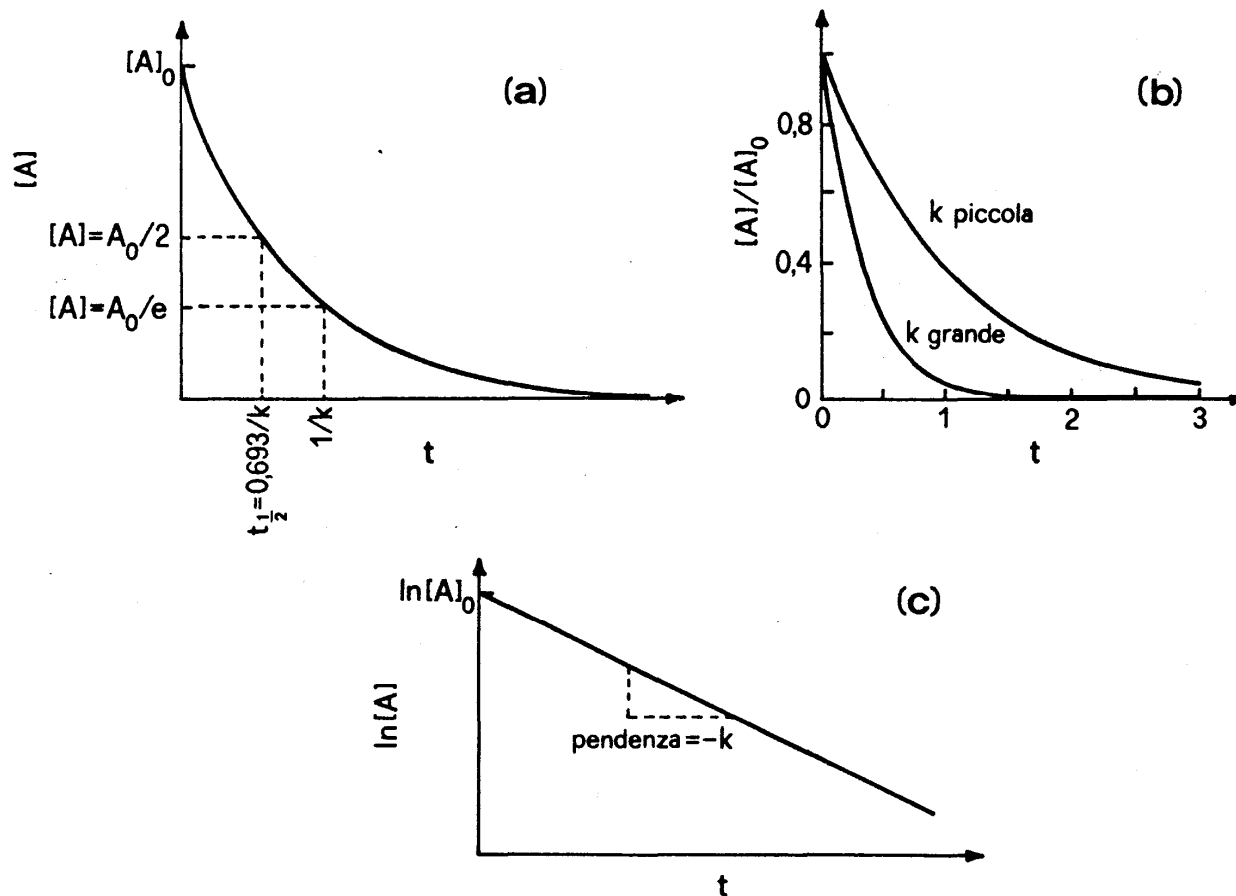 (a)
[A]₀
[A]
[A]=A₀/2
[A]=A₀/e
t½=0,693/k
1/k
t
(b)
[A]/[A]₀
0,8
0,4
0
k piccola
k grande
0 1 2 3
t
(c)
ln[A]₀
ln[A]
pendenza=-k
t